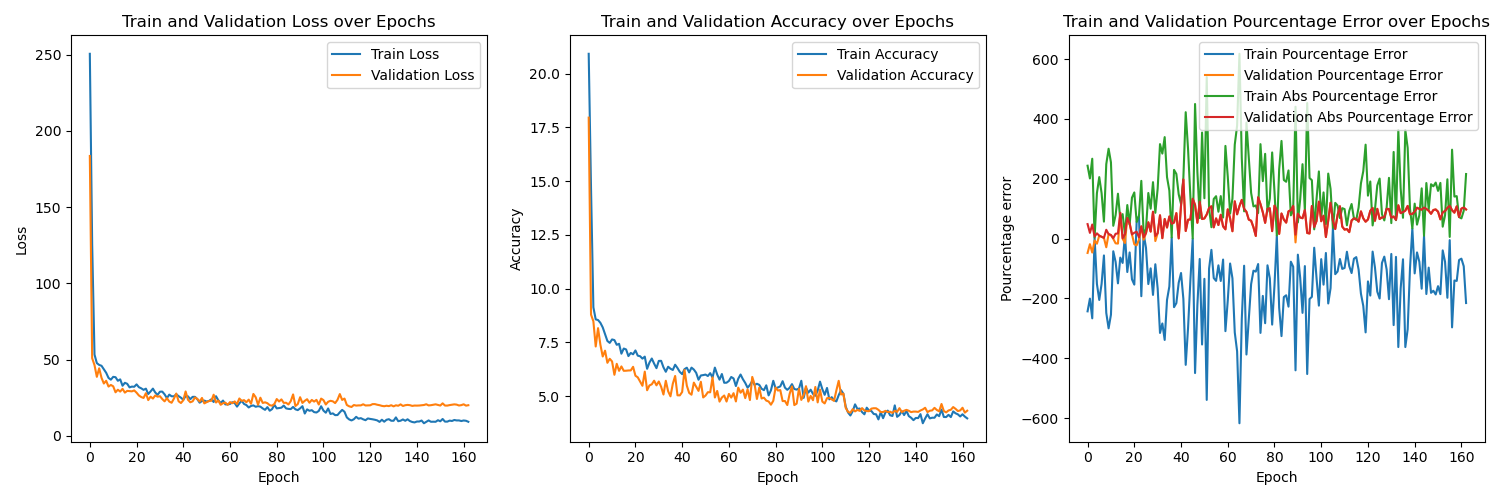 Train and Validation Loss over Epochs
Train Loss
Validation Loss
Loss
250
200
150
100
50
0
0 20 40 60 80 100 120 140 160
Epoch
Train and Validation Accuracy over Epochs
Train Accuracy
Validation Accuracy
Accuracy
20.0
17.5
15.0
12.5
10.0
7.5
5.0
0 20 40 60 80 100 120 140 160
Epoch
Train and Validation Pourcentage Error over Epochs
Train Pourcentage Error
Validation Pourcentage Error
Train Abs Pourcentage Error
Validation Abs Pourcentage Error
Pourcentage error
600
400
200
0
−200
−400
−600
0 20 40 60 80 100 120 140 160
Epoch